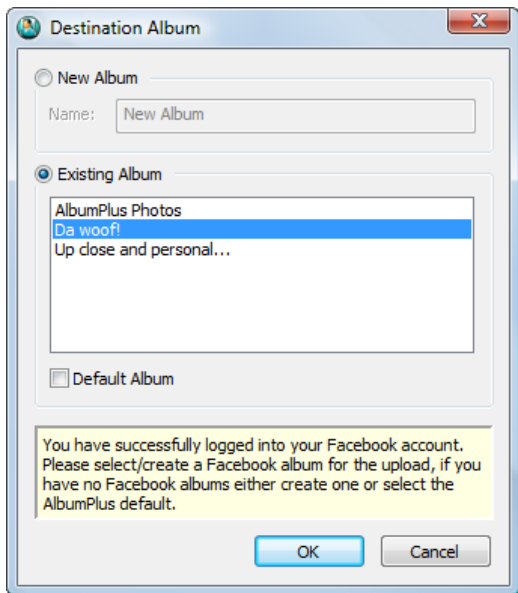 Destination Album
New Album
Name: New Album
Existing Album
AlbumPlus Photos
Da woof!
Up close and personal...
Default Album
You have successfully logged into your Facebook account.
Please select/create a Facebook album for the upload, if you
have no Facebook albums either create one or select the
AlbumPlus default.
OK Cancel